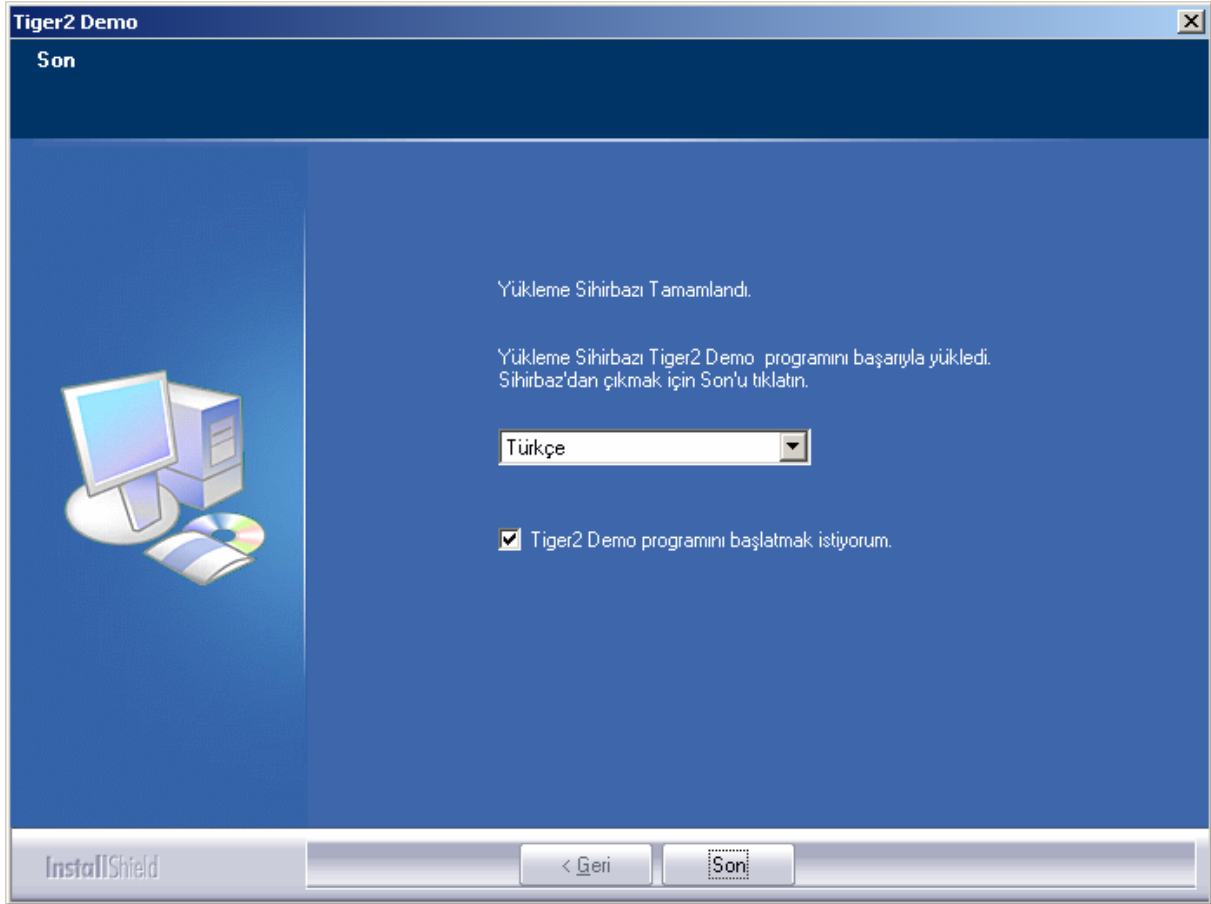 Tiger2 Demo
Son
Yükleme Sihirbazı Tamamlandı.
Yükleme Sihirbazı Tiger2 Demo  programını başarıyla yükledi.
Sihirbaz'dan çıkmak için Son'u tıklatın.
Türkçe
Tiger2 Demo programını başlatmak istiyorum.
InstallShield
< Geri
Son